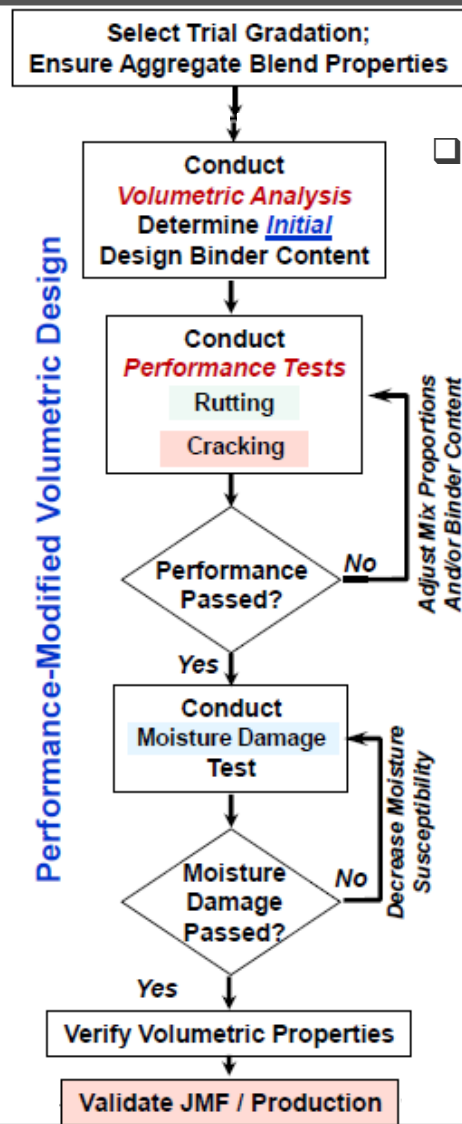 Select Trial Gradation;
Ensure Aggregate Blend Properties
Conduct
Volumetric Analysis
Determine Initial
Design Binder Content
Performance-Modified Volumetric Design
Conduct
Performance Tests
Rutting
Cracking
Adjust Mix Proportions
And/or Binder Content
Performance
Passed?
No
Yes
Conduct
Moisture Damage
Test
Decrease Moisture
Susceptibility
Moisture
Damage
Passed?
No
Yes
Verify Volumetric Properties
Validate JMF / Production